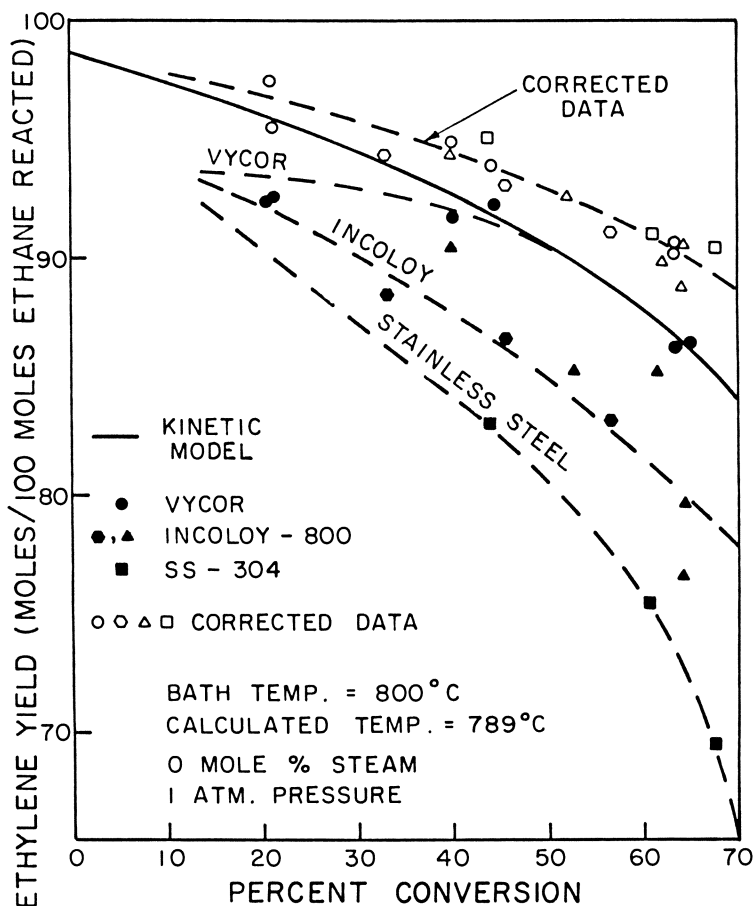 ETHYLENE YIELD (MOLES/100 MOLES ETHANE REACTED)
100
90
80
70
CORRECTED
DATA
VYCOR
INCOLOY
STAINLESS STEEL
KINETIC
MODEL
VYCOR
, INCOLOY - 800
SS - 304
CORRECTED DATA
BATH TEMP. = 800°C
CALCULATED TEMP. = 789°C
0 MOLE % STEAM
1 ATM. PRESSURE
0 10 20 30 40 50 60 70
PERCENT CONVERSION